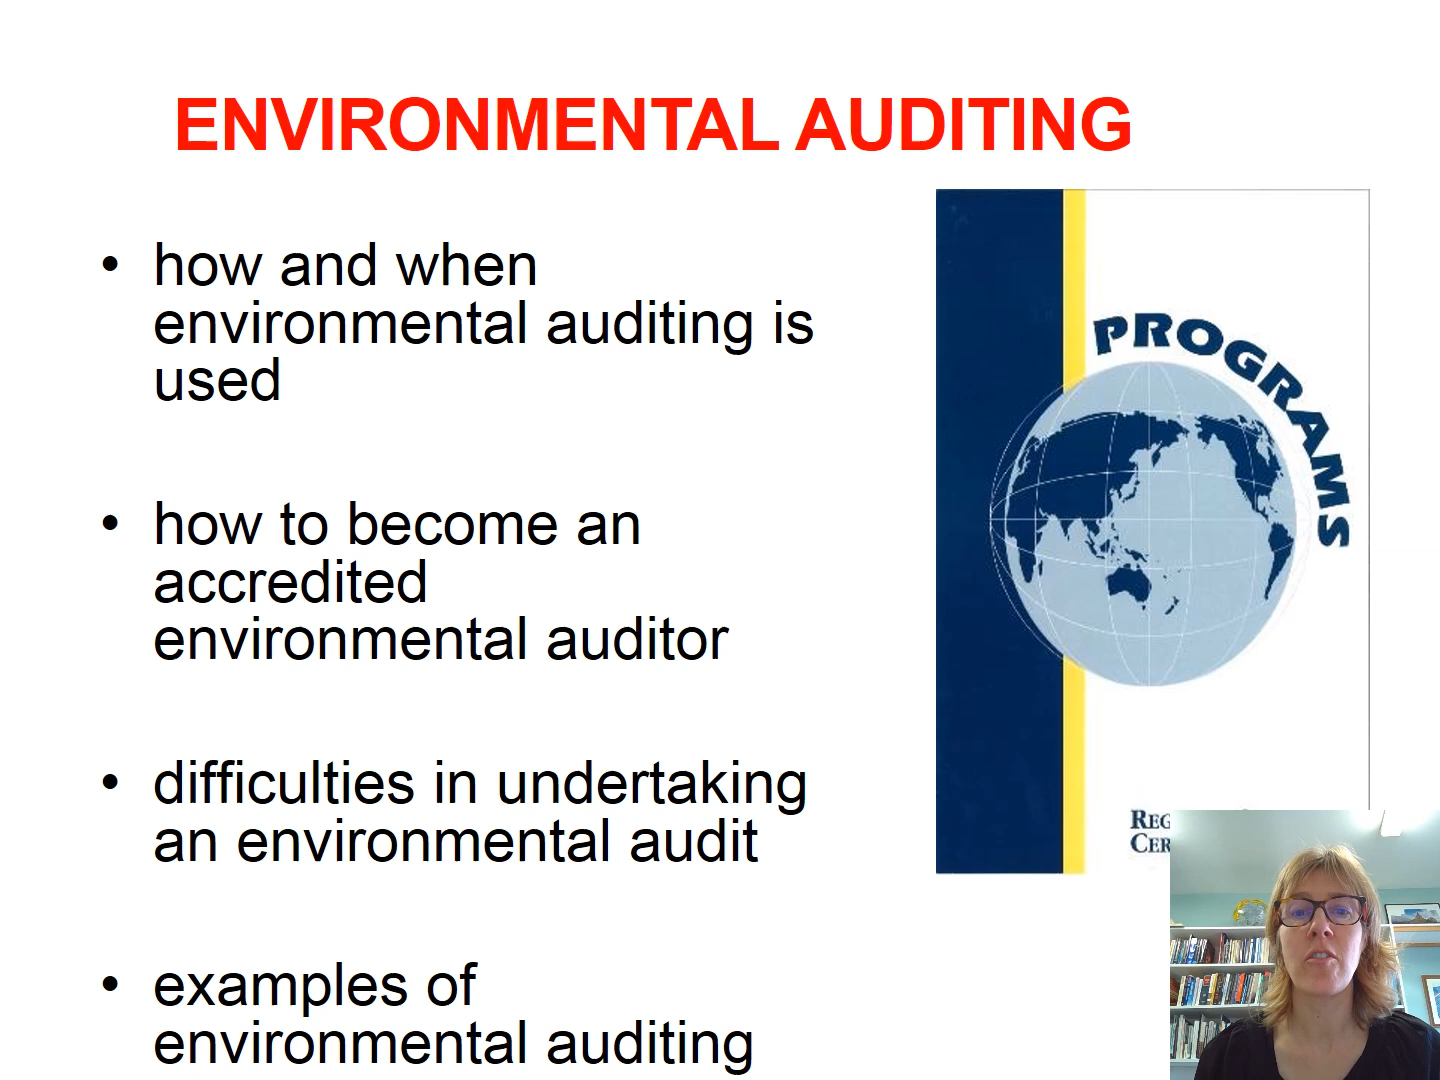 ENVIRONMENTAL AUDITING
• how and when
environmental auditing is
used
• how to become an
accredited
environmental auditor
• difficulties in undertaking
an environmental audit
• examples of
environmental auditing
PROGRAMS